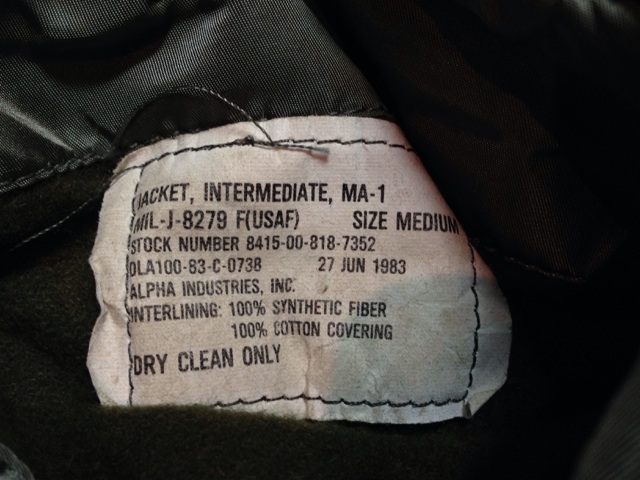 JACKET, INTERMEDIATE, MA-1
MIL-J-8279 F(USAF) SIZE MEDIUM
STOCK NUMBER 8415-00-818-7352
DLA100-83-C-0738 27 JUN 1983
ALPHA INDUSTRIES, INC.
INTERLINING: 100% SYNTHETIC FIBER
100% COTTON COVERING
DRY CLEAN ONLY